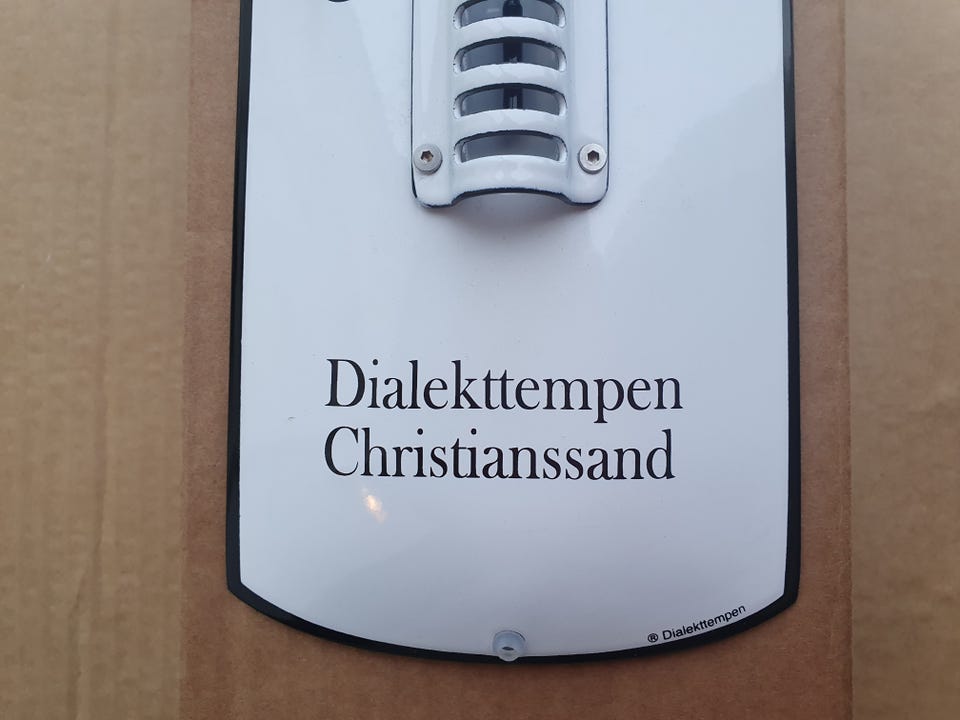 Dialekttempen
Christianssand
® Dialekttempen